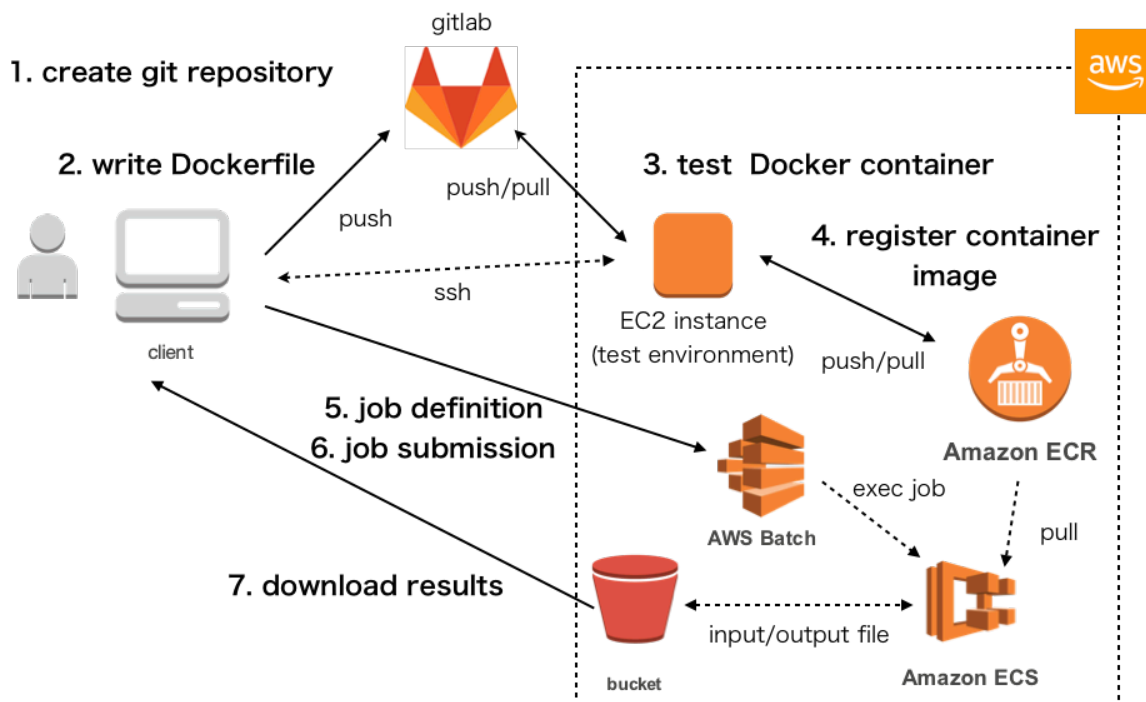 gitlab
1. create git repository
aws
2. write Dockerfile
3. test Docker container
push/pull
push
4. register container
image
ssh
EC2 instance
(test environment)
client
push/pull
5. job definition
6. job submission
Amazon ECR
exec job
AWS Batch
pull
7. download results
input/output file
bucket
Amazon ECS